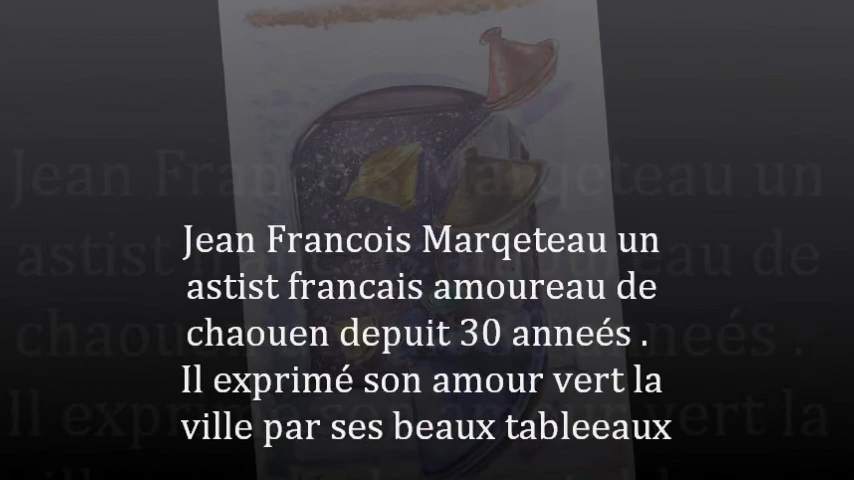 Jean Francois Marqeteau un
astist francais amoureau de
chaouen depuit 30 anneés .
Il exprimé son amour vert la
ville par ses beaux tableeaux